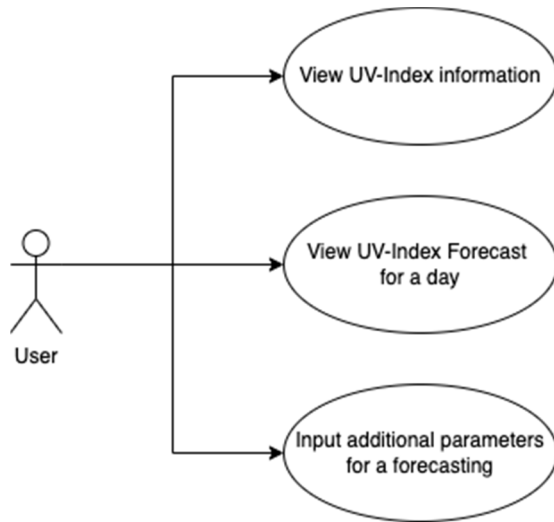 View UV-Index information
View UV-Index Forecast
for a day
User
Input additional parameters
for a forecasting